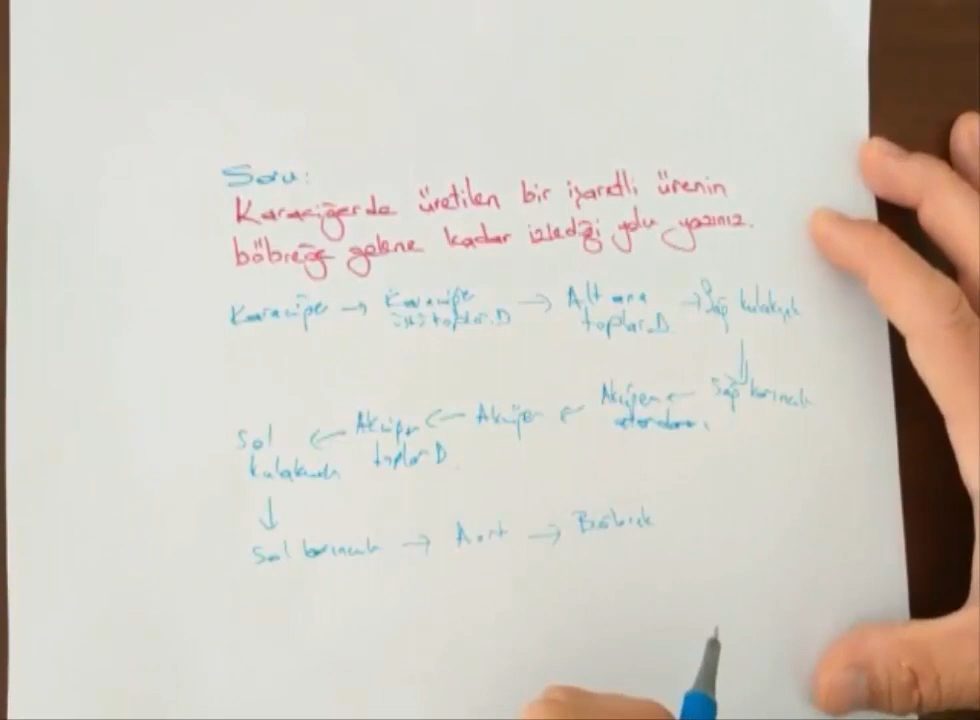 Soru:
Karaciğerde üretilen bir işaretli ürenin
böbreğe gelene kadar izlediği yolu yazınız.
Karaciğer → Karaciğer üstü toplar.D → Alt ana toplar.D → Sağ kulakçık
↓
Sağ karıncık
← Akciğer atardamarı
← Akciğer
← Akciğer toplar D
← Sol kulakçık
↓
Sol karıncık → Aort → Böbrek